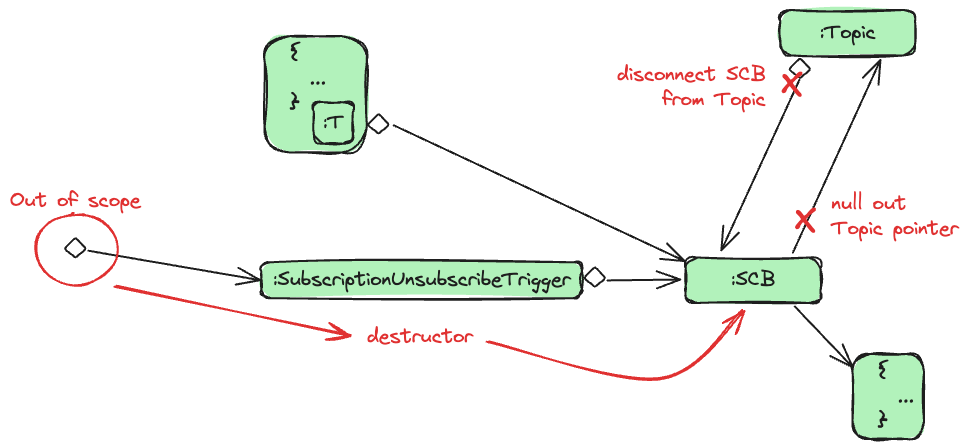 :Topic
{
...
}
:T
disconnect SCB
from Topic
Out of scope
null out
Topic pointer
:SubscriptionUnsubscribeTrigger
:SCB
destructor
{
...
}